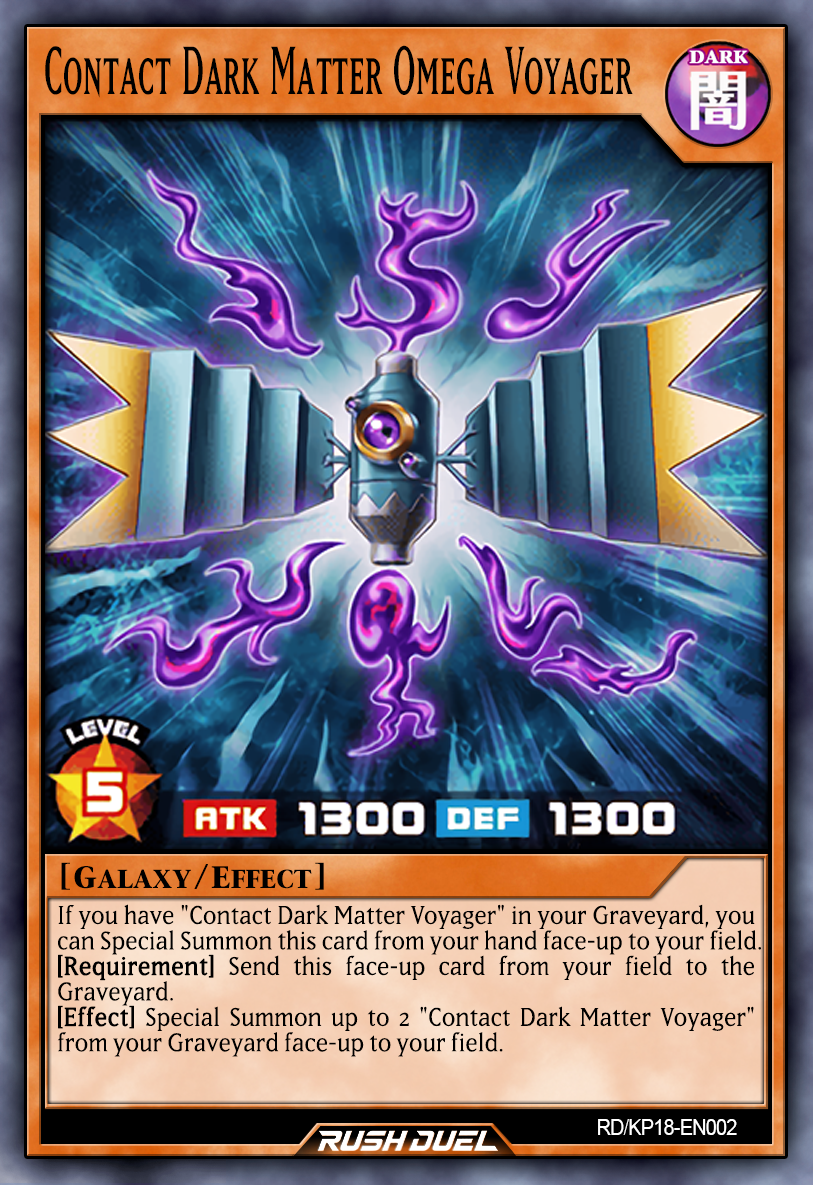 Contact Dark Matter Omega Voyager
DARK
闇
LEVEL
5
ATK 1300 DEF 1300
[Galaxy/Effect]
If you have "Contact Dark Matter Voyager" in your Graveyard, you
can Special Summon this card from your hand face-up to your field.
[Requirement] Send this face-up card from your field to the
Graveyard.
[Effect] Special Summon up to 2 "Contact Dark Matter Voyager"
from your Graveyard face-up to your field.
RD/KP18-EN002
RUSH DUEL